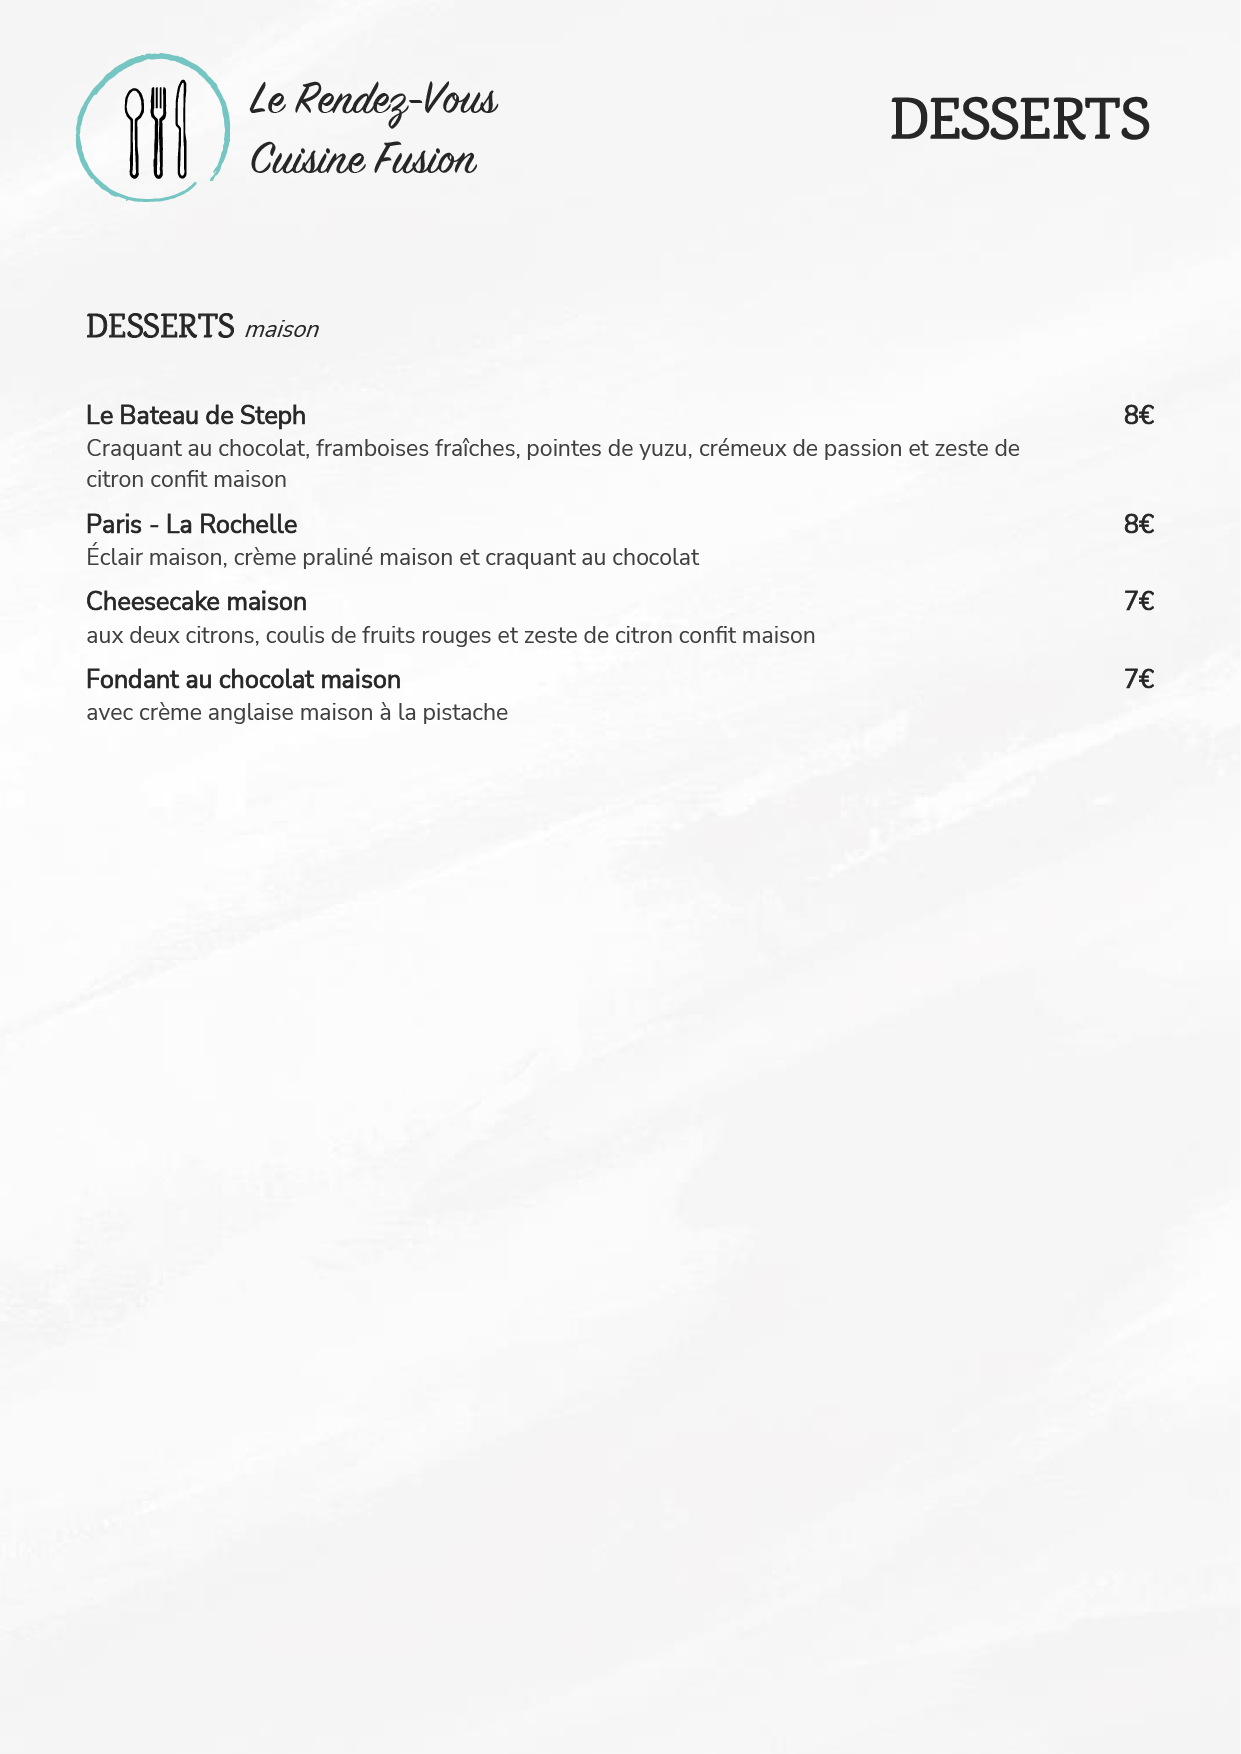 Le Rendez-Vous
Cuisine Fusion
DESSERTS
DESSERTS maison
Le Bateau de Steph 8€
Craquant au chocolat, framboises fraîches, pointes de yuzu, crémeux de passion et zeste de
citron confit maison
Paris - La Rochelle 8€
Éclair maison, crème praliné maison et craquant au chocolat
Cheesecake maison 7€
aux deux citrons, coulis de fruits rouges et zeste de citron confit maison
Fondant au chocolat maison 7€
avec crème anglaise maison à la pistache